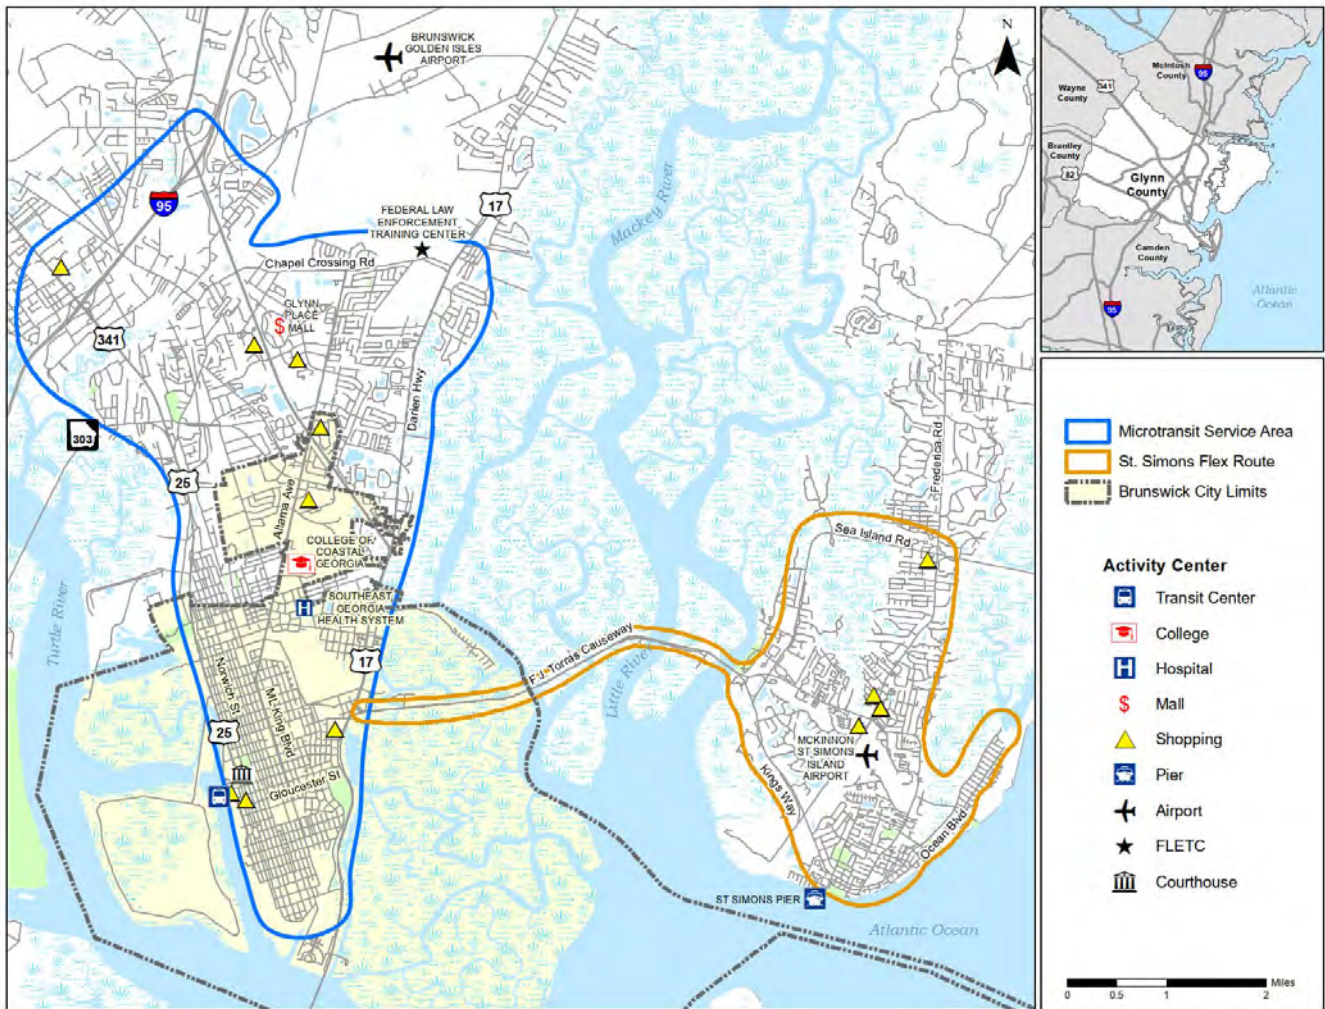 BRUNSWICK
GOLDEN ISLES
AIRPORT
N
95
17
FEDERAL LAW
ENFORCEMENT
TRAINING CENTER
Chapel Crossing Rd
Mackey River
GLYNN
PLACE
MALL
$
341
Darien Hwy
303
25
Altama Ave
Frederica Rd
Sea Island Rd
COLLEGE OF
COASTAL
GEORGIA
H
SOUTHEAST
GEORGIA
HEALTH SYSTEM
Turtle River
17
Norwich St
ML King Blvd
F J Torras Causeway
Little River
25
Gloucester St
MCKINNON
ST SIMONS
ISLAND
AIRPORT
Kings Way
Ocean Blvd
ST SIMONS PIER
Atlantic Ocean
McIntosh
County
95
Wayne
County
341
Brantley
County
82
Glynn
County
Camden
County
Atlantic
Ocean
95
Microtransit Service Area
St. Simons Flex Route
Brunswick City Limits
Activity Center
Transit Center
College
H Hospital
$ Mall
Shopping
Pier
Airport
FLETC
Courthouse
Miles
0 0.5 1 2